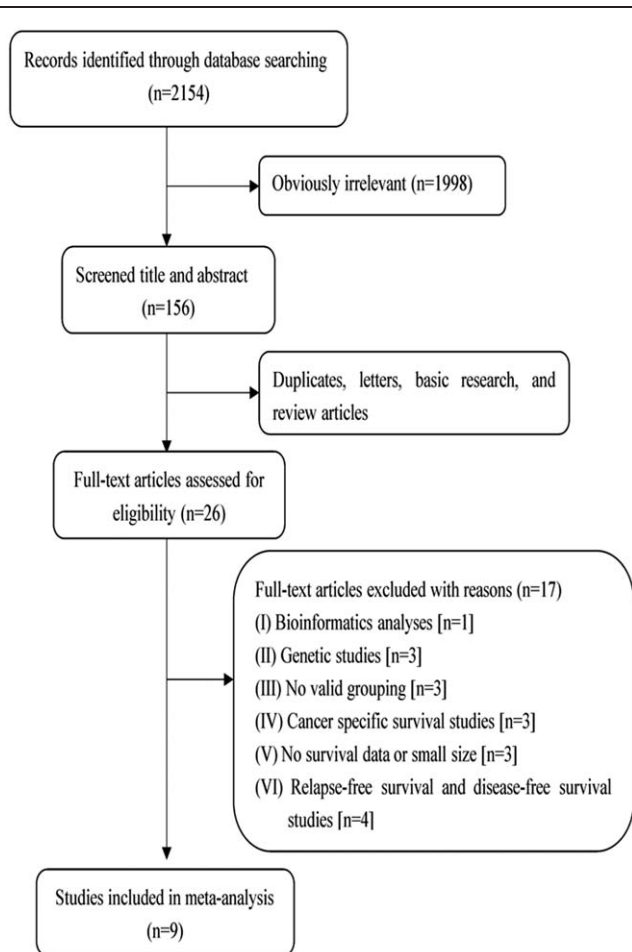 Records identified through database searching
(n=2154)
Obviously irrelevant (n=1998)
Screened title and abstract
(n=156)
Duplicates, letters, basic research, and
review articles
Full-text articles assessed for
eligibility (n=26)
Full-text articles excluded with reasons (n=17)
(I) Bioinformatics analyses [n=1]
(II) Genetic studies [n=3]
(III) No valid grouping [n=3]
(IV) Cancer specific survival studies [n=3]
(V) No survival data or small size [n=3]
(VI) Relapse-free survival and disease-free survival
studies [n=4]
Studies included in meta-analysis
(n=9)